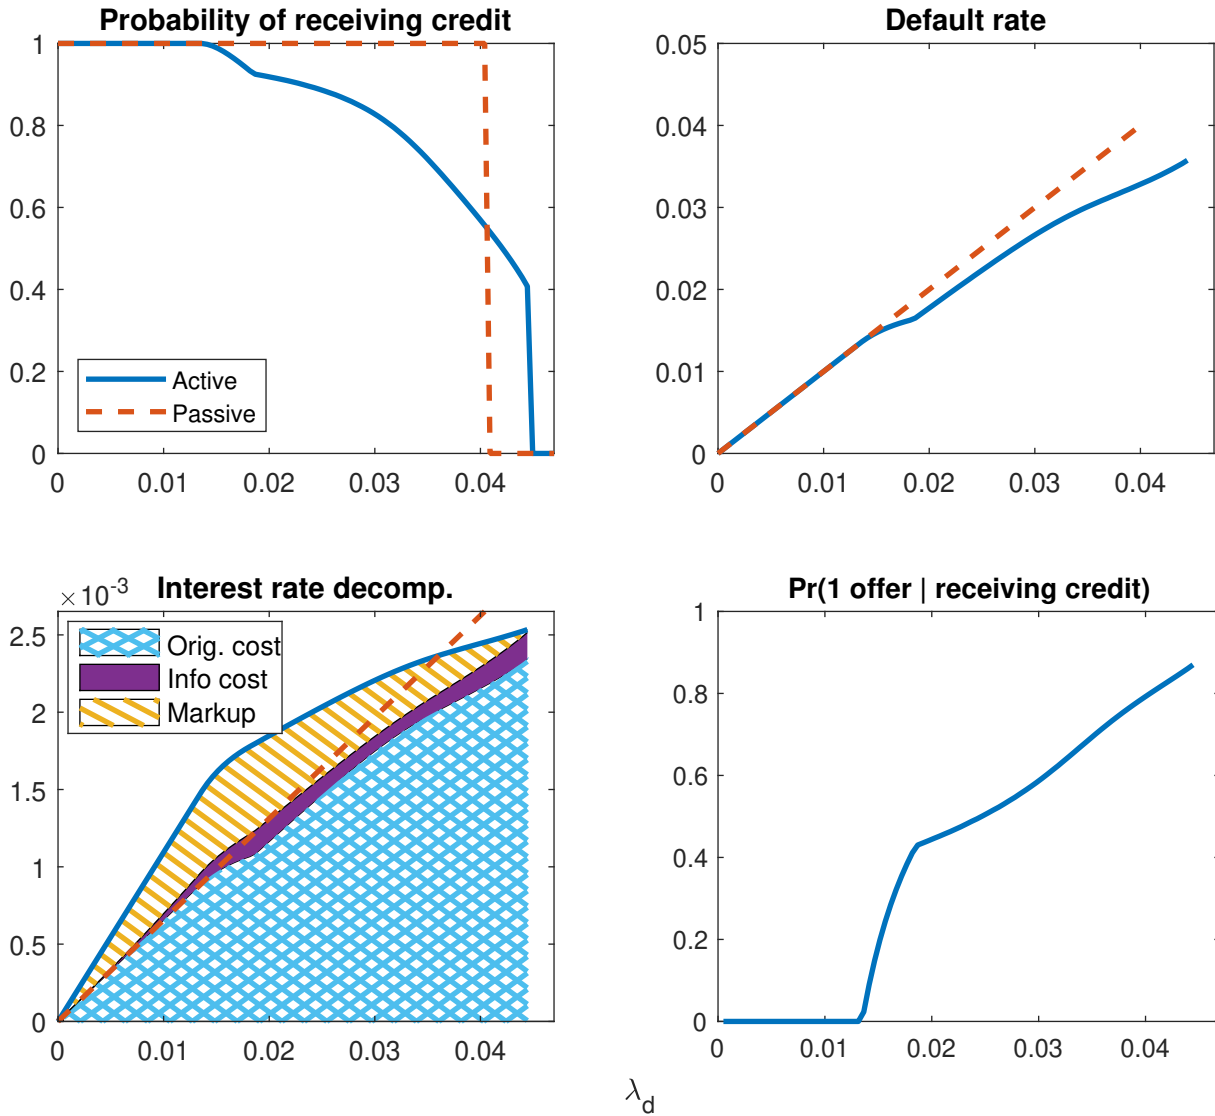 Probability of receiving credit
1
0.8
0.6
0.4
0.2
0
0 0.01 0.02 0.03 0.04
Active
Passive
Default rate
0.05
0.04
0.03
0.02
0.01
0
0 0.01 0.02 0.03 0.04
Interest rate decomp.
× 10-3
2.5
2
1.5
1
0.5
0
0 0.01 0.02 0.03 0.04
Orig. cost
Info cost
Markup
Pr(1 offer | receiving credit)
1
0.8
0.6
0.4
0.2
0
0 0.01 0.02 0.03 0.04
λd